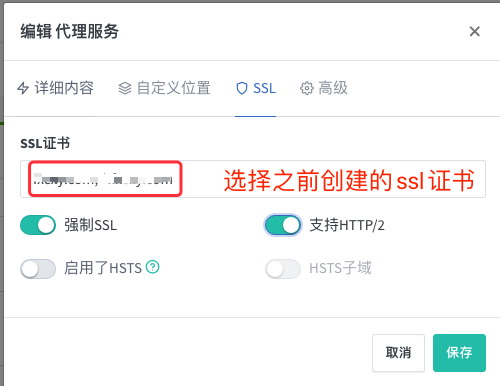 编辑 代理服务
详细内容 自定义位置 SSL 高级
SSL证书
选择之前创建的ssl证书
强制SSL 支持HTTP/2
启用了HSTS HSTS子域
取消 保存